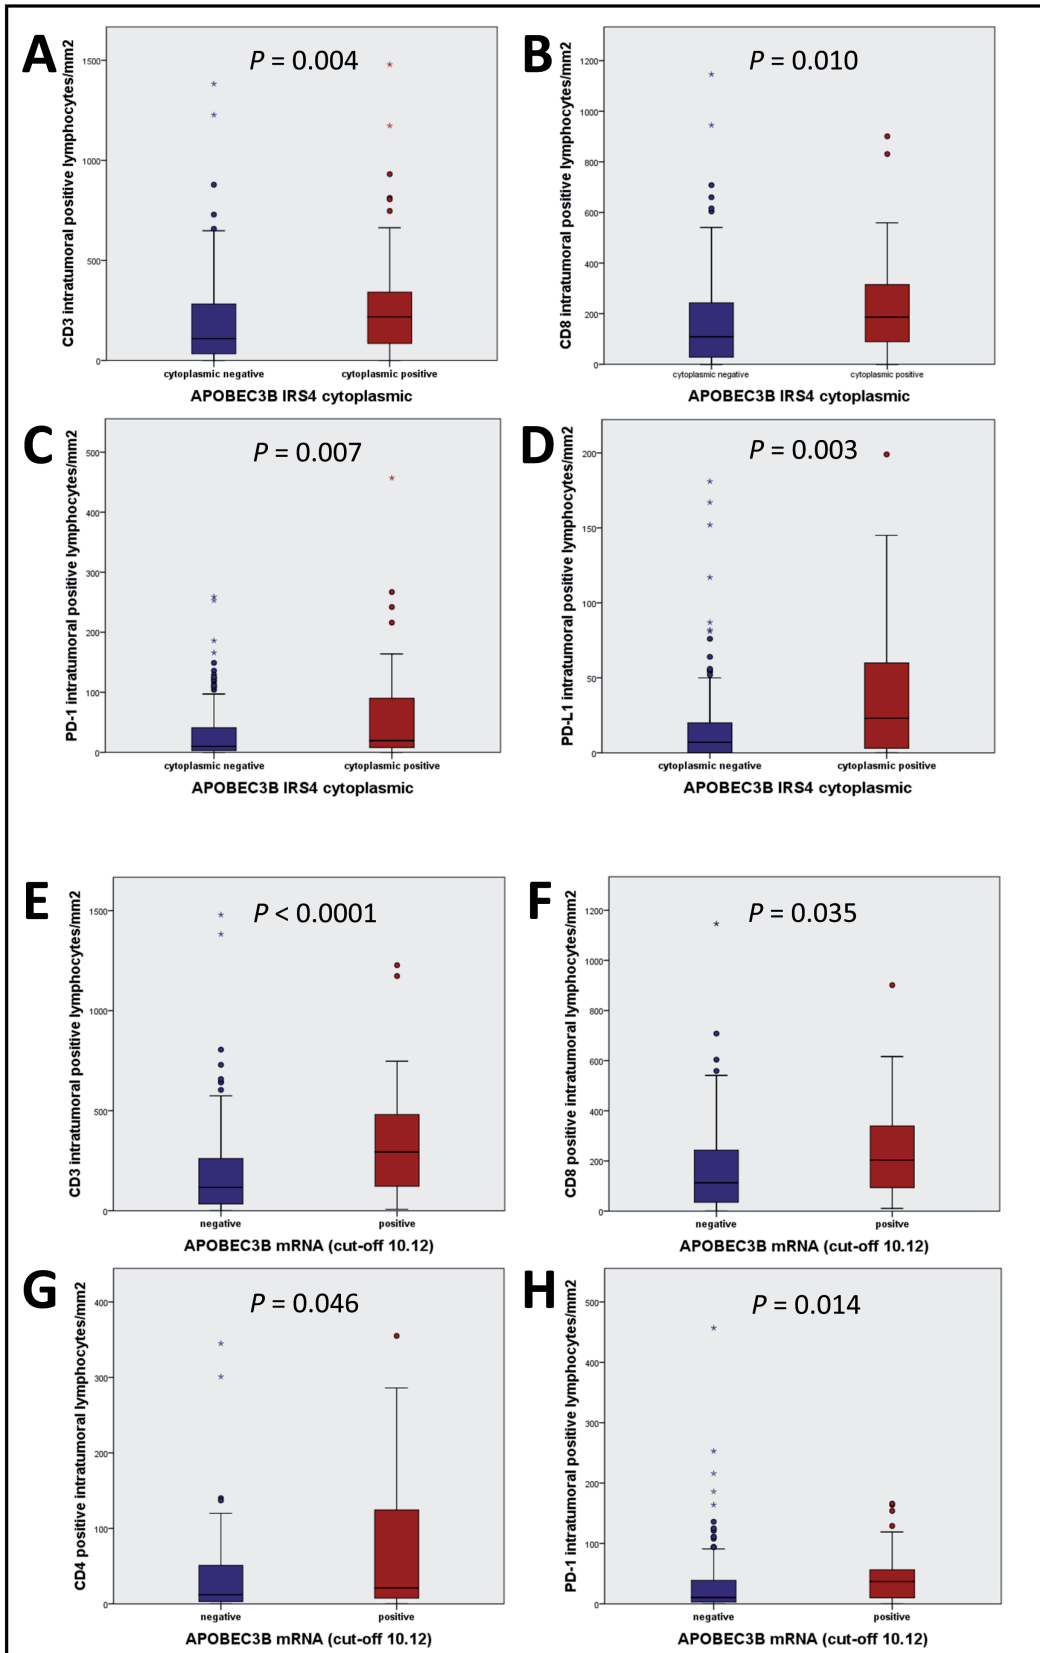 A
P = 0.004
CD3 intratumoral positive lymphocytes/mm2
1500
1000
500
0
cytoplasmic negative
cytoplasmic positive
APOBEC3B IRS4 cytoplasmic
B
P = 0.010
CD8 intratumoral positive lymphocytes/mm2
1200
1000
800
600
400
200
0
cytoplasmic negative
cytoplasmic positive
APOBEC3B IRS4 cytoplasmic
C
P = 0.007
PD-1 intratumoral positive lymphocytes/mm2
500
400
300
200
100
0
cytoplasmic negative
cytoplasmic positive
APOBEC3B IRS4 cytoplasmic
D
P = 0.003
PD-L1 intratumoral positive lymphocytes/mm2
200
150
100
50
0
cytoplasmic negative
cytoplasmic positive
APOBEC3B IRS4 cytoplasmic
E
P < 0.0001
CD3 intratumoral positive lymphocytes/mm2
1500
1000
500
0
negative
positive
APOBEC3B mRNA (cut-off 10.12)
F
P = 0.035
CD8 positive intratumoral lymphocytes/mm2
1200
1000
800
600
400
200
0
negative
positve
APOBEC3B mRNA (cut-off 10.12)
G
P = 0.046
CD4 positive intratumoral lymphocytes/mm2
400
300
200
100
0
negative
positive
APOBEC3B mRNA (cut-off 10.12)
H
P = 0.014
PD-1 intratumoral positive lymphocytes/mm2
500
400
300
200
100
0
negative
positive
APOBEC3B mRNA (cut-off 10.12)